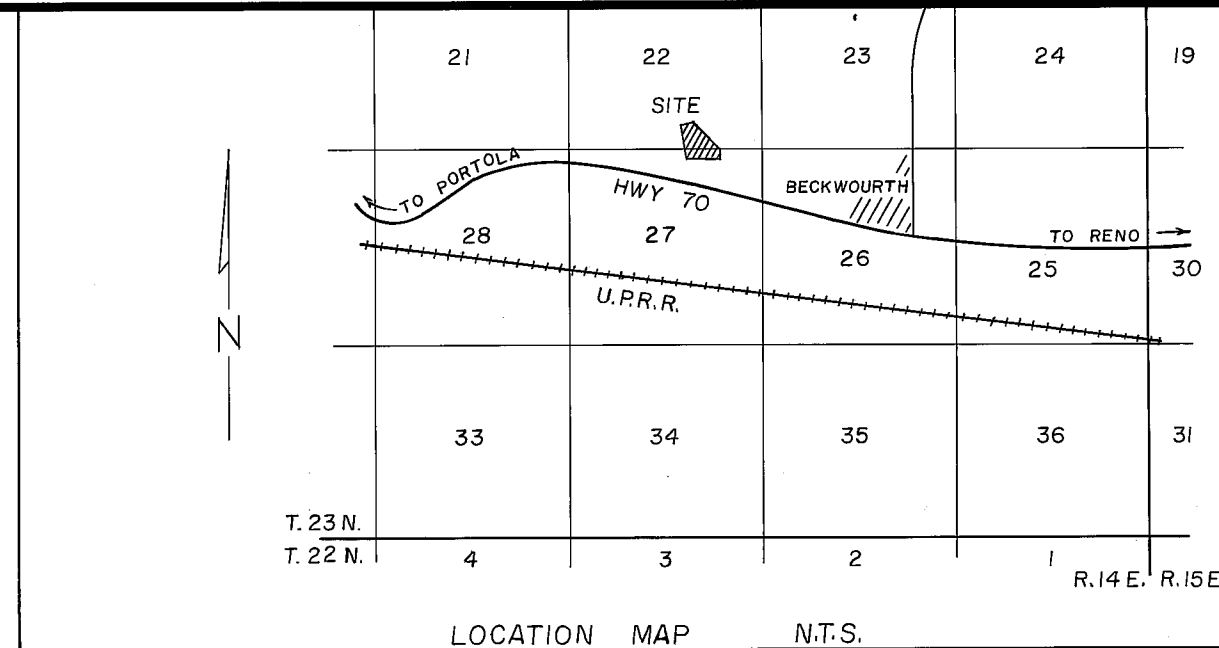 21 22 23 24 19
SITE
TO PORTOLA
HWY 70
BECKWOURTH
TO RENO
28 27 26 25 30
U.P.R.R.
N
33 34 35 36 31
T. 23 N.
T. 22 N. 4 3 2 1
R. 14 E. R. 15 E
LOCATION MAP N.T.S.